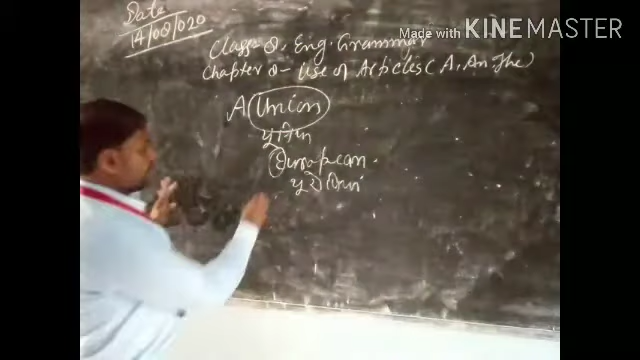 Date
14/08/020
Class-8. Eng. Grammar
Chapter 8- Use of Articles (A, An The)
A Union
यूनियन
European.
यूरोपियन
Made with KINEMASTER